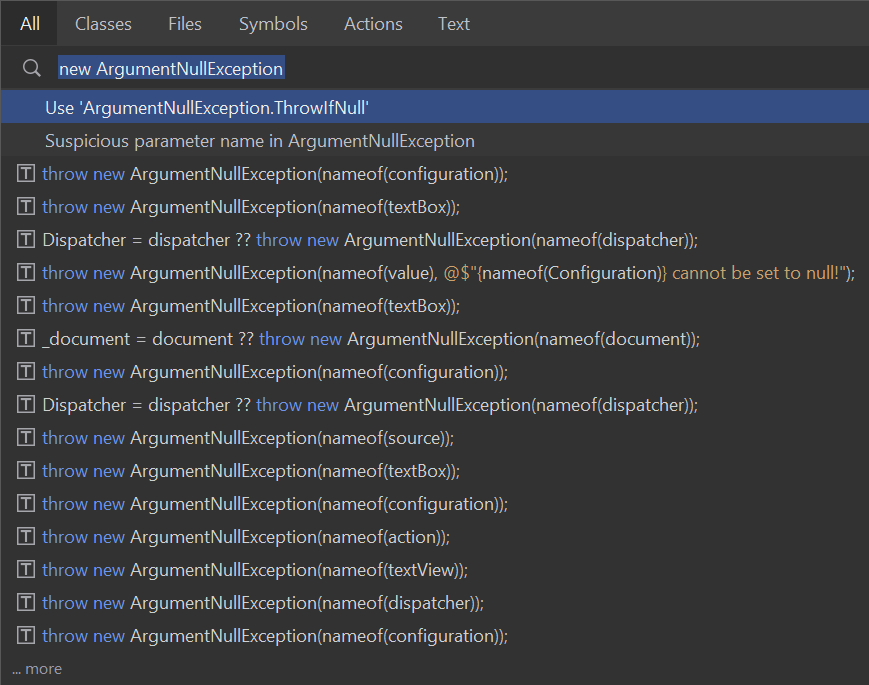 All Classes Files Symbols Actions Text
new ArgumentNullException
Use 'ArgumentNullException.ThrowIfNull'
Suspicious parameter name in ArgumentNullException
T throw new ArgumentNullException(nameof(configuration));
T throw new ArgumentNullException(nameof(textBox));
T Dispatcher = dispatcher ?? throw new ArgumentNullException(nameof(dispatcher));
T throw new ArgumentNullException(nameof(value), @$"{nameof(Configuration)} cannot be set to null!");
T throw new ArgumentNullException(nameof(textBox));
T _document = document ?? throw new ArgumentNullException(nameof(document));
T throw new ArgumentNullException(nameof(configuration));
T Dispatcher = dispatcher ?? throw new ArgumentNullException(nameof(dispatcher));
T throw new ArgumentNullException(nameof(source));
T throw new ArgumentNullException(nameof(textBox));
T throw new ArgumentNullException(nameof(configuration));
T throw new ArgumentNullException(nameof(action));
T throw new ArgumentNullException(nameof(textView));
T throw new ArgumentNullException(nameof(dispatcher));
T throw new ArgumentNullException(nameof(configuration));
... more